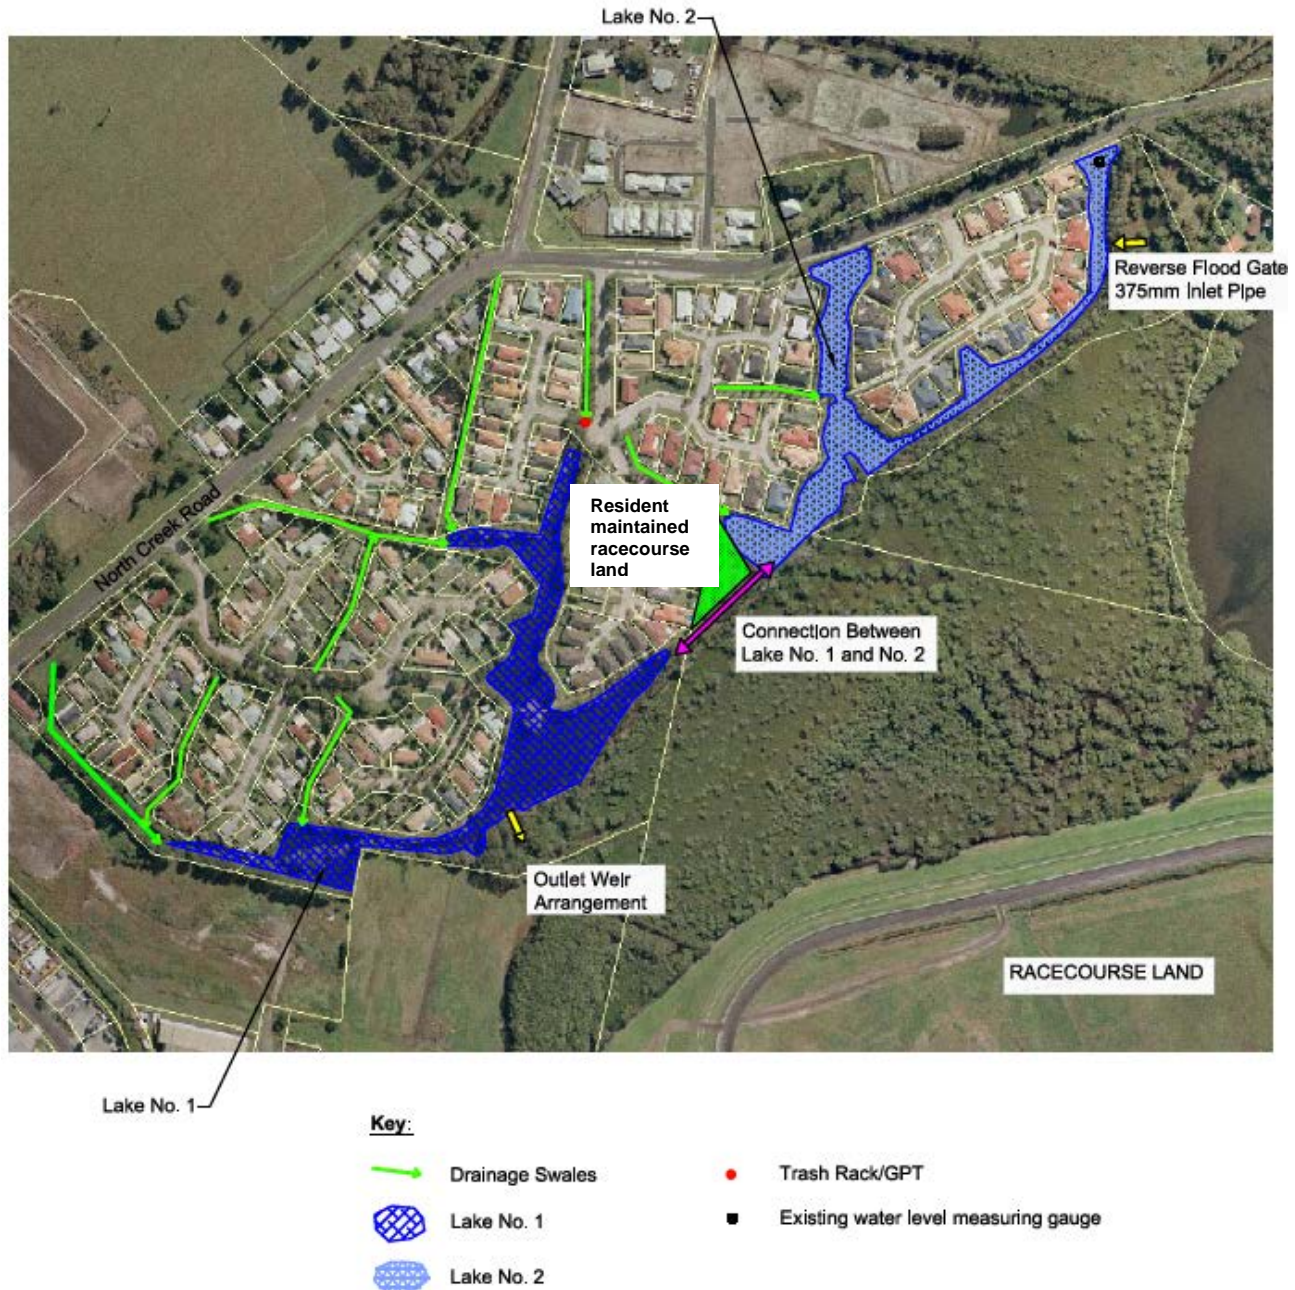 Lake No. 2
Reverse Flood Gate
375mm Inlet Pipe
Resident
maintained
racecourse
land
North Creek Road
Connection Between
Lake No. 1 and No. 2
Outlet Weir
Arrangement
RACECOURSE LAND
Lake No. 1
Key:
Drainage Swales
Trash Rack/GPT
Lake No. 1
Existing water level measuring gauge
Lake No. 2